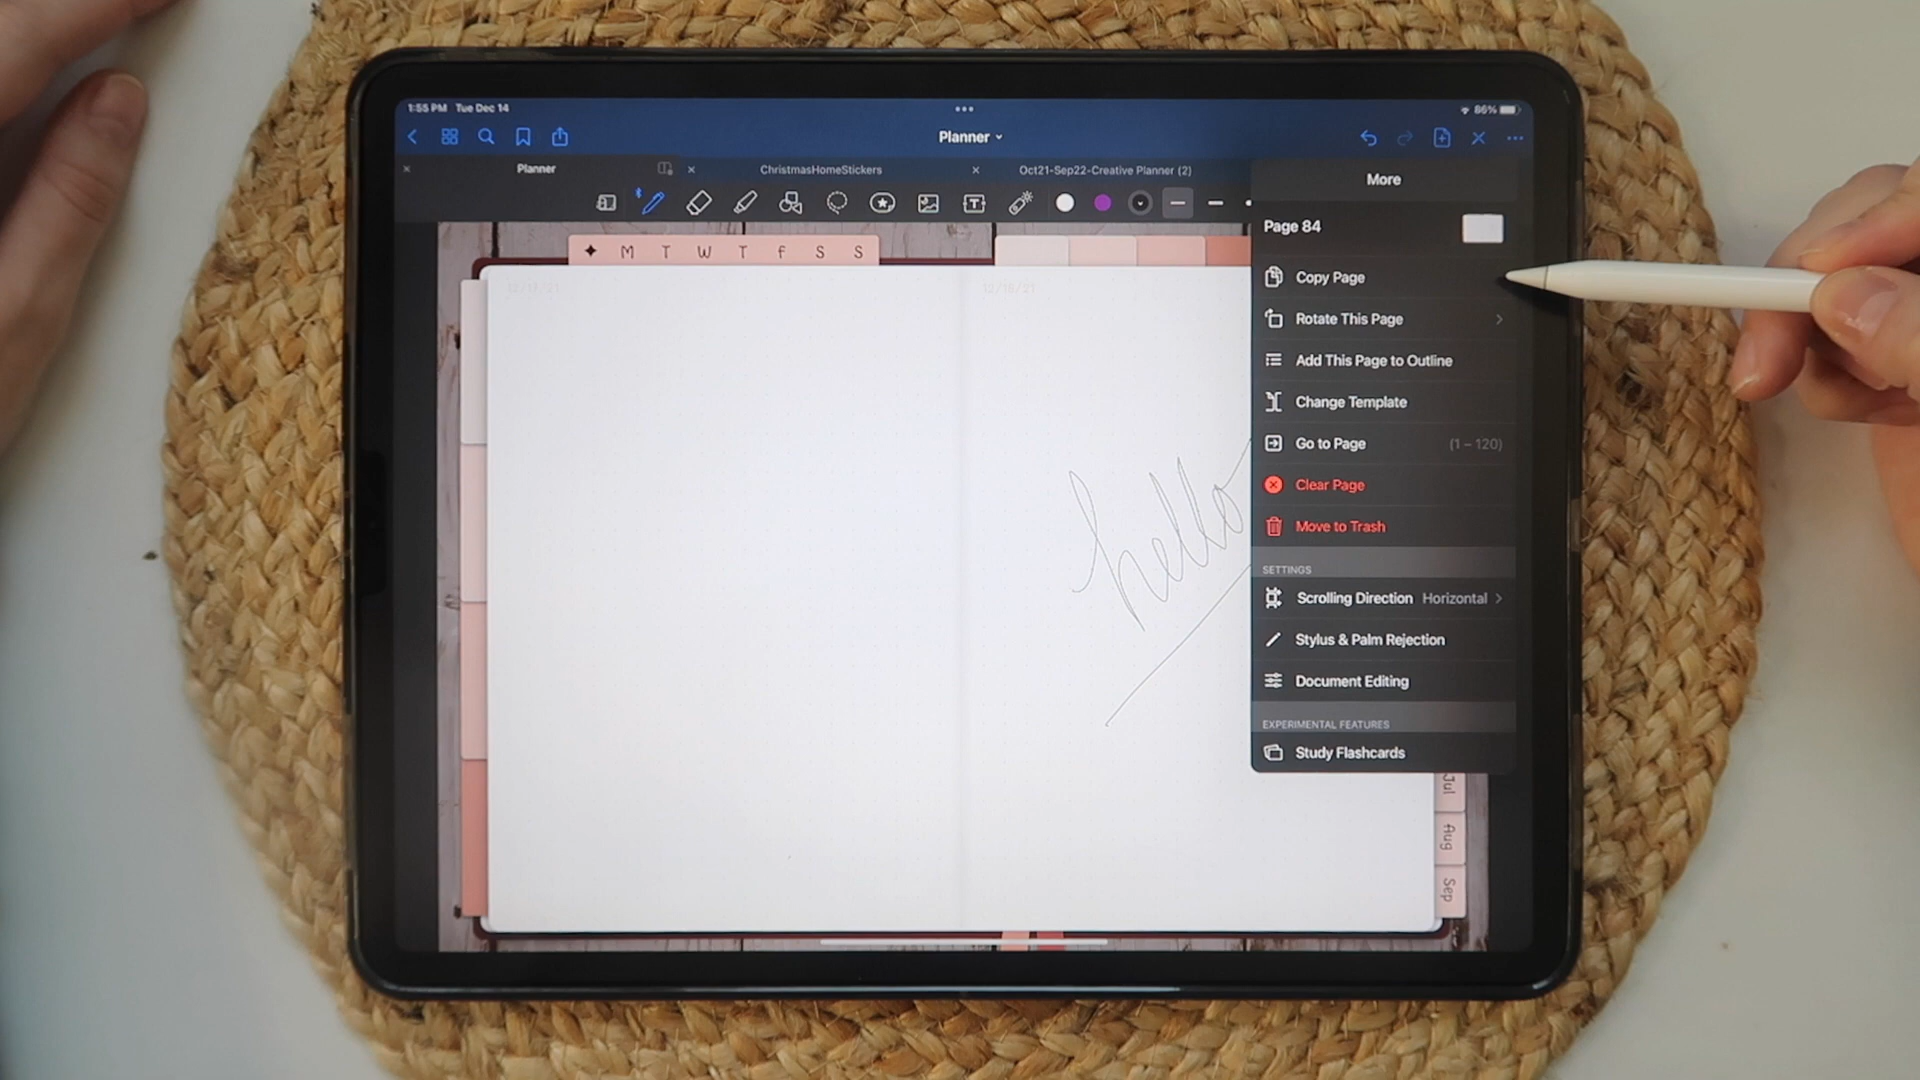 1:55 PM Tue Dec 14
86%
Planner
Planner
ChristmasHomeStickers
Oct21-Sep22-Creative Planner (2)
More
Page 84
Copy Page
Rotate This Page
Add This Page to Outline
Change Template
Go to Page (1 – 120)
Clear Page
Move to Trash
SETTINGS
Scrolling Direction Horizontal
Stylus & Palm Rejection
Document Editing
EXPERIMENTAL FEATURES
Study Flashcards
M T W T F S S
hello
Jul
Aug
Sep